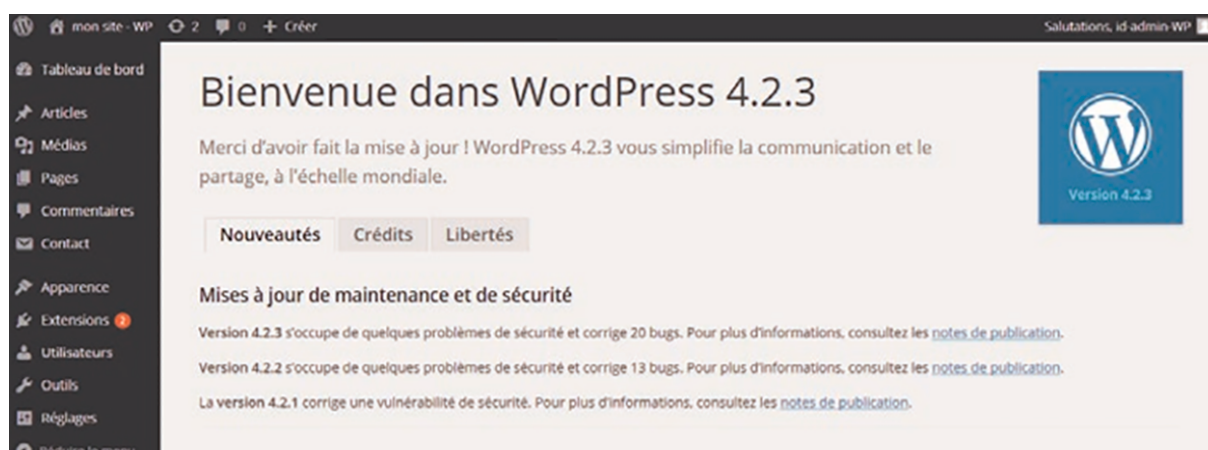 mon site - WP 2 0 + Créer Salutations, id-admin-WP
Tableau de bord
Articles
Médias
Pages
Commentaires
Contact
Apparence
Extensions 2
Utilisateurs
Outils
Réglages
Réduire le menu
Bienvenue dans WordPress 4.2.3
Merci d'avoir fait la mise à jour ! WordPress 4.2.3 vous simplifie la communication et le
partage, à l'échelle mondiale.
Version 4.2.3
Nouveautés Crédits Libertés
Mises à jour de maintenance et de sécurité
Version 4.2.3 s'occupe de quelques problèmes de sécurité et corrige 20 bugs. Pour plus d'informations, consultez les notes de publication.
Version 4.2.2 s'occupe de quelques problèmes de sécurité et corrige 13 bugs. Pour plus d'informations, consultez les notes de publication.
La version 4.2.1 corrige une vulnérabilité de sécurité. Pour plus d'informations, consultez les notes de publication.